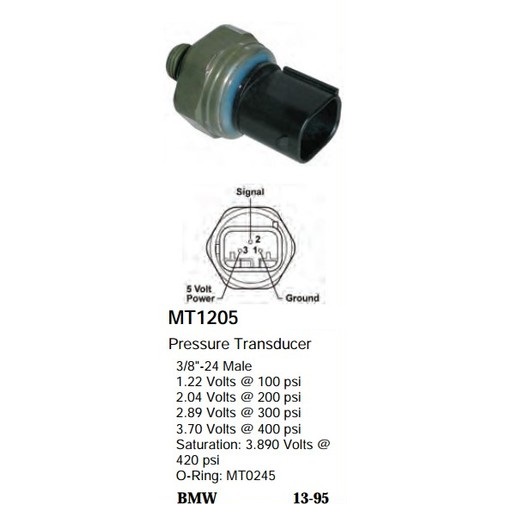 Signal
2
3 1
5 Volt
Power
Ground
MT1205
Pressure Transducer
3/8"-24 Male
1.22 Volts @ 100 psi
2.04 Volts @ 200 psi
2.89 Volts @ 300 psi
3.70 Volts @ 400 psi
Saturation: 3.890 Volts @
420 psi
O-Ring: MT0245
BMW 13-95